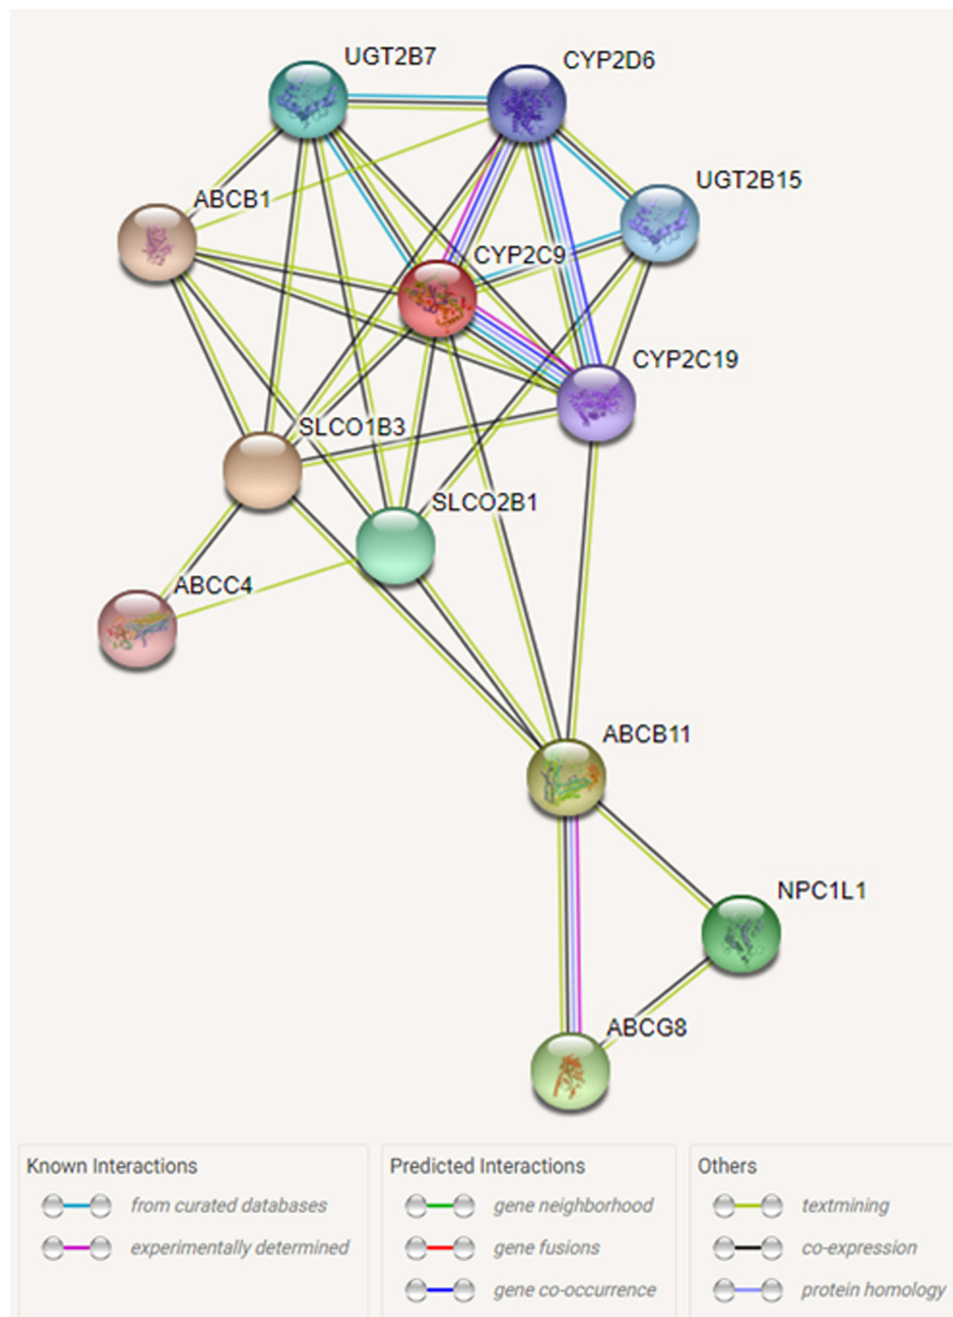 UGT2B7
CYP2D6
UGT2B15
ABCB1
CYP2C9
CYP2C19
SLCO1B3
SLCO2B1
ABCC4
ABCB11
NPC1L1
ABCG8
Known Interactions
from curated databases
experimentally determined
Predicted Interactions
gene neighborhood
gene fusions
gene co-occurrence
Others
textmining
co-expression
protein homology